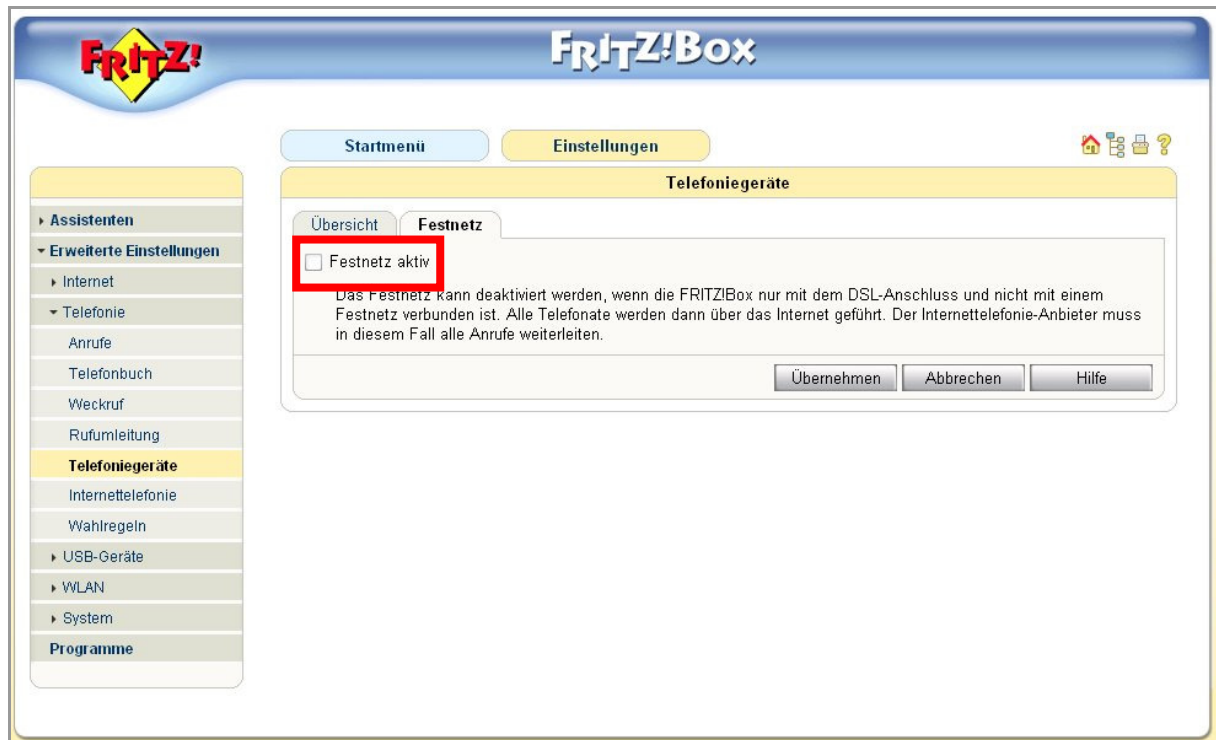 FRITZ!
FRITZ!Box
Startmenü
Einstellungen
Telefoniegeräte
Assistenten
Erweiterte Einstellungen
Internet
Telefonie
Anrufe
Telefonbuch
Weckruf
Rufumleitung
Telefoniegeräte
Internettelefonie
Wahlregeln
USB-Geräte
WLAN
System
Programme
Übersicht
Festnetz
Festnetz aktiv
Das Festnetz kann deaktiviert werden, wenn die FRITZ!Box nur mit dem DSL-Anschluss und nicht mit einem
Festnetz verbunden ist. Alle Telefonate werden dann über das Internet geführt. Der Internettelefonie-Anbieter muss
in diesem Fall alle Anrufe weiterleiten.
Übernehmen
Abbrechen
Hilfe